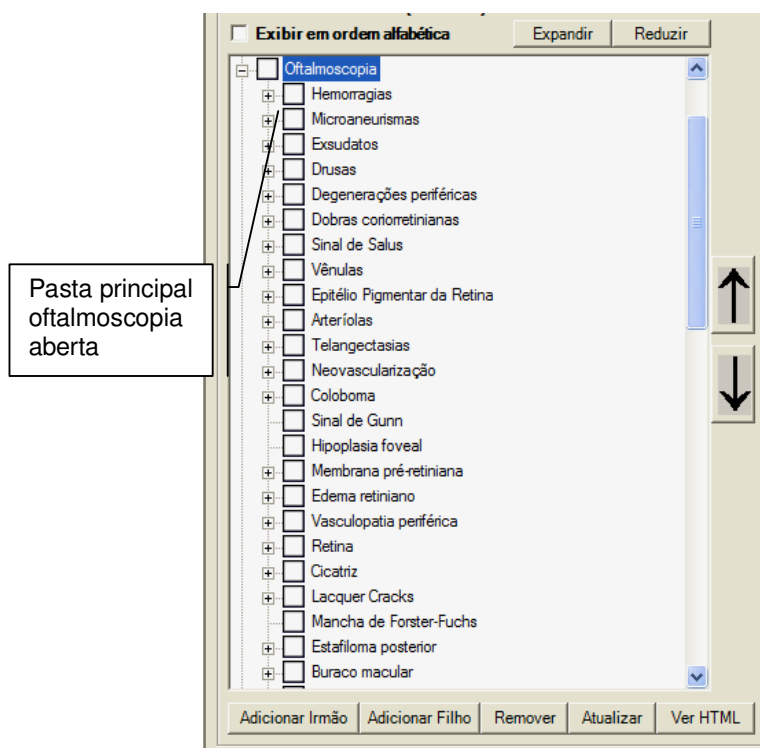 Exibir em ordem alfabética
Expandir
Reduzir
Oftalmoscopia
Hemorragias
Microaneurismas
Exsudatos
Drusas
Degenerações periféricas
Dobras coriorretinianas
Sinal de Salus
Vênulas
Epitélio Pigmentar da Retina
Arteríolas
Telangectasias
Neovascularização
Coloboma
Sinal de Gunn
Hipoplasia foveal
Membrana pré-retiniana
Edema retiniano
Vasculopatia periférica
Retina
Cicatriz
Lacquer Cracks
Mancha de Forster-Fuchs
Estafiloma posterior
Buraco macular
Pasta principal
oftalmoscopia
aberta
Adicionar Irmão
Adicionar Filho
Remover
Atualizar
Ver HTML